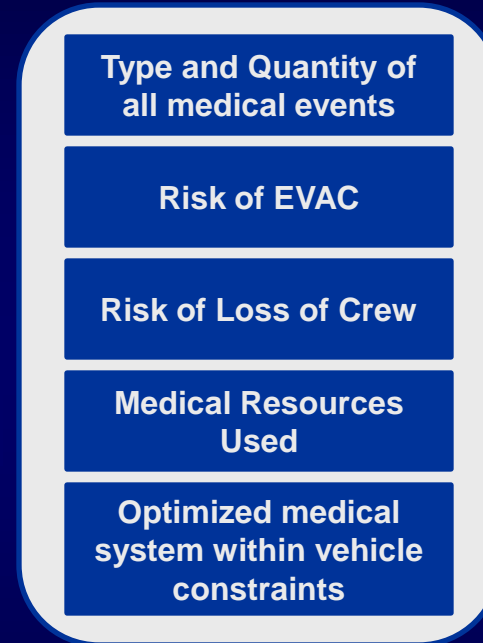 Type and Quantity of
all medical events
Risk of EVAC
Risk of Loss of Crew
Medical Resources
Used
Optimized medical
system within vehicle
constraints